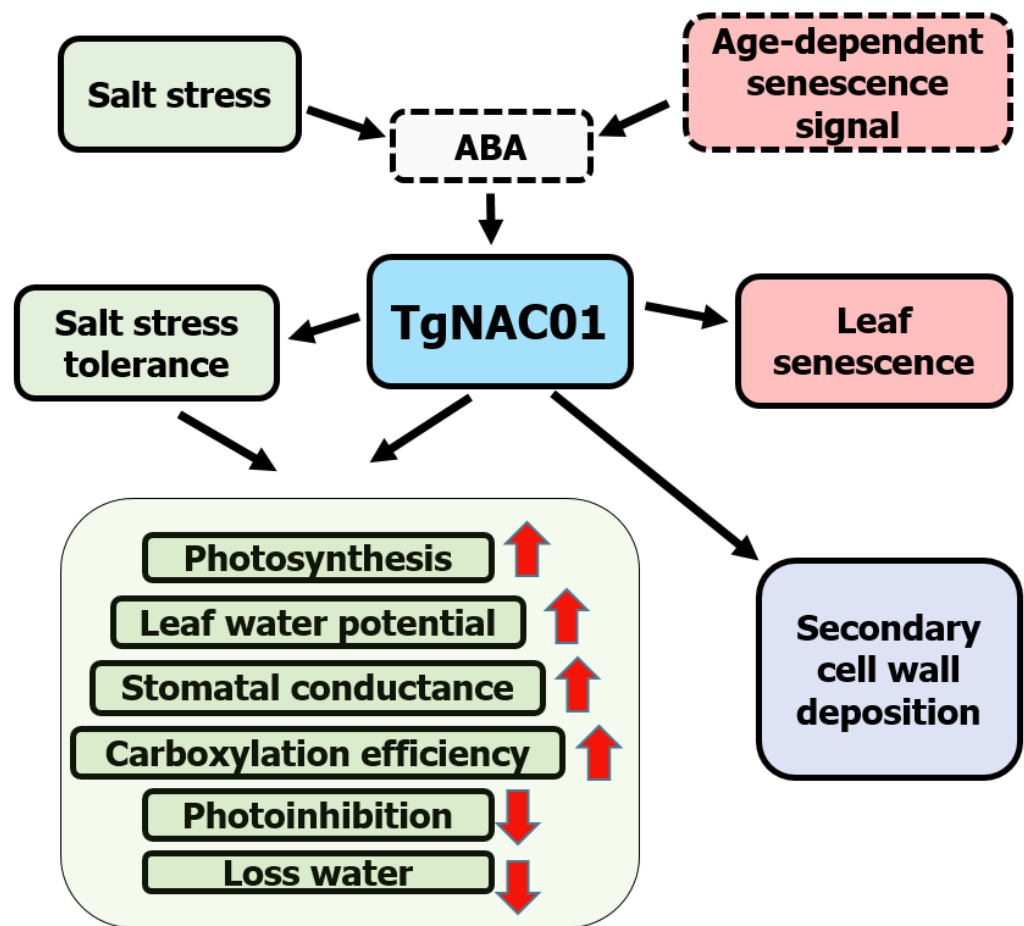 Salt stress
Age-dependent
senescence
signal
ABA
TgNAC01
Salt stress
tolerance
Leaf
senescence
Photosynthesis
Leaf water potential
Stomatal conductance
Carboxylation efficiency
Photoinhibition
Loss water
Secondary
cell wall
deposition